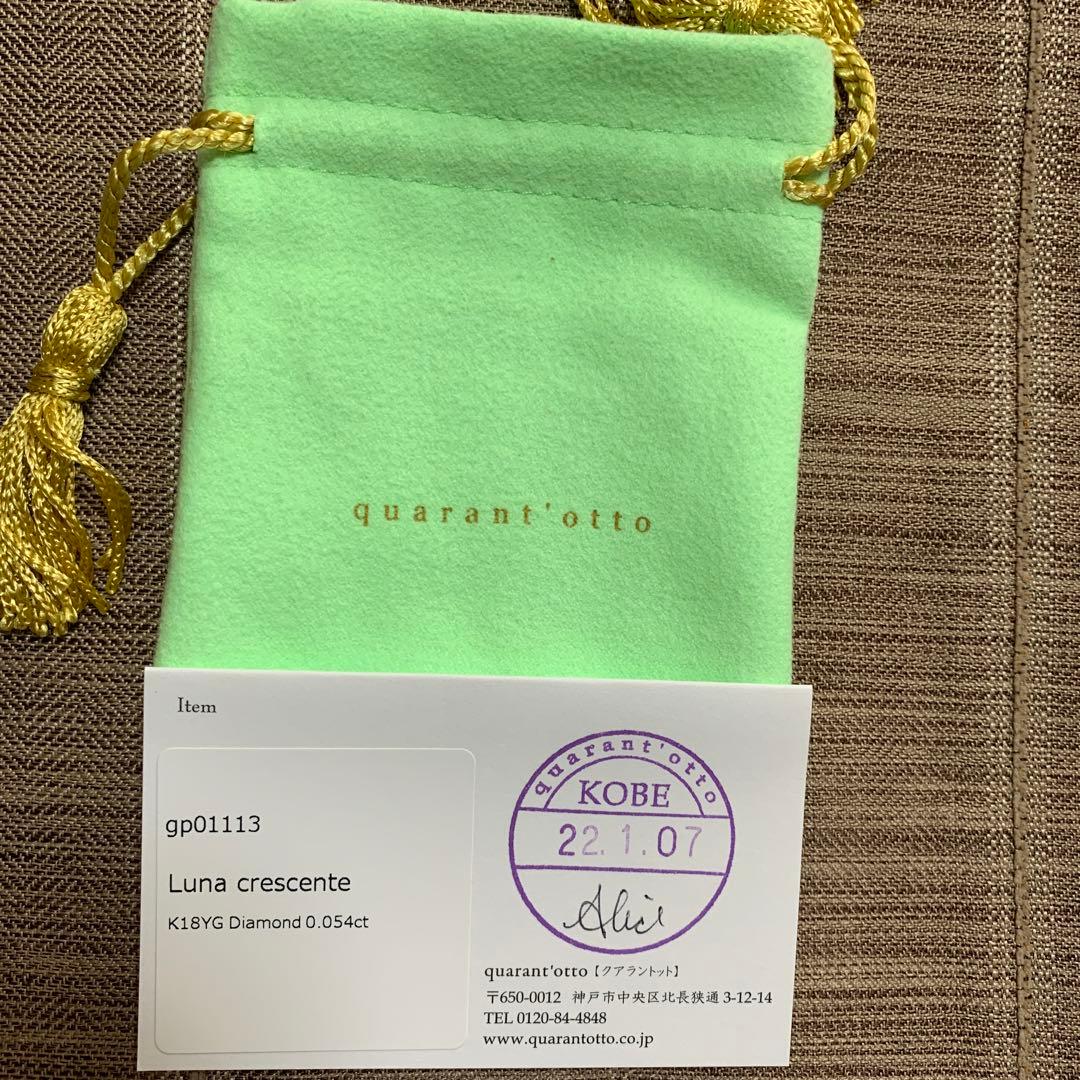 quarant'otto
Item
gp01113
Luna crescente
K18YG Diamond 0.054ct
quarant'otto
KOBE
22.1.07
Alice
quarant'otto【クアラントット】
〒650-0012 神戸市中央区北長狭通 3-12-14
TEL 0120-84-4848
www.quarantotto.co.jp